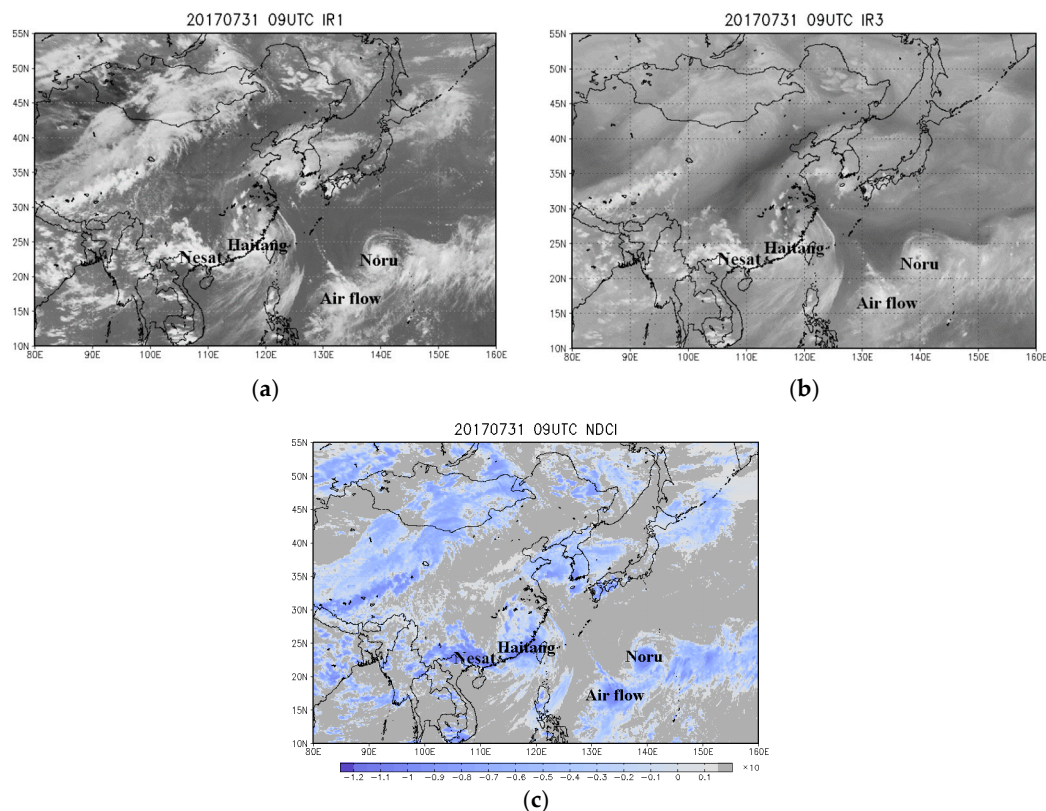 20170731 09UTC IR1
55N
50N
45N
40N
35N
30N
25N
20N
15N
10N
Haitang
Nesat
Noru
Air flow
80E 90E 100E 110E 120E 130E 140E 150E 160E
(a)
20170731 09UTC IR3
55N
50N
45N
40N
35N
30N
25N
20N
15N
10N
Haitang
Nesat
Noru
Air flow
80E 90E 100E 110E 120E 130E 140E 150E 160E
(b)
20170731 09UTC NDCI
55N
50N
45N
40N
35N
30N
25N
20N
15N
10N
Haitang
Nesat
Noru
Air flow
80E 90E 100E 110E 120E 130E 140E 150E 160E
×10
-1.2 -1.1 -1 -0.9 -0.8 -0.7 -0.6 -0.5 -0.4 -0.3 -0.2 -0.1 0 0.1
(c)